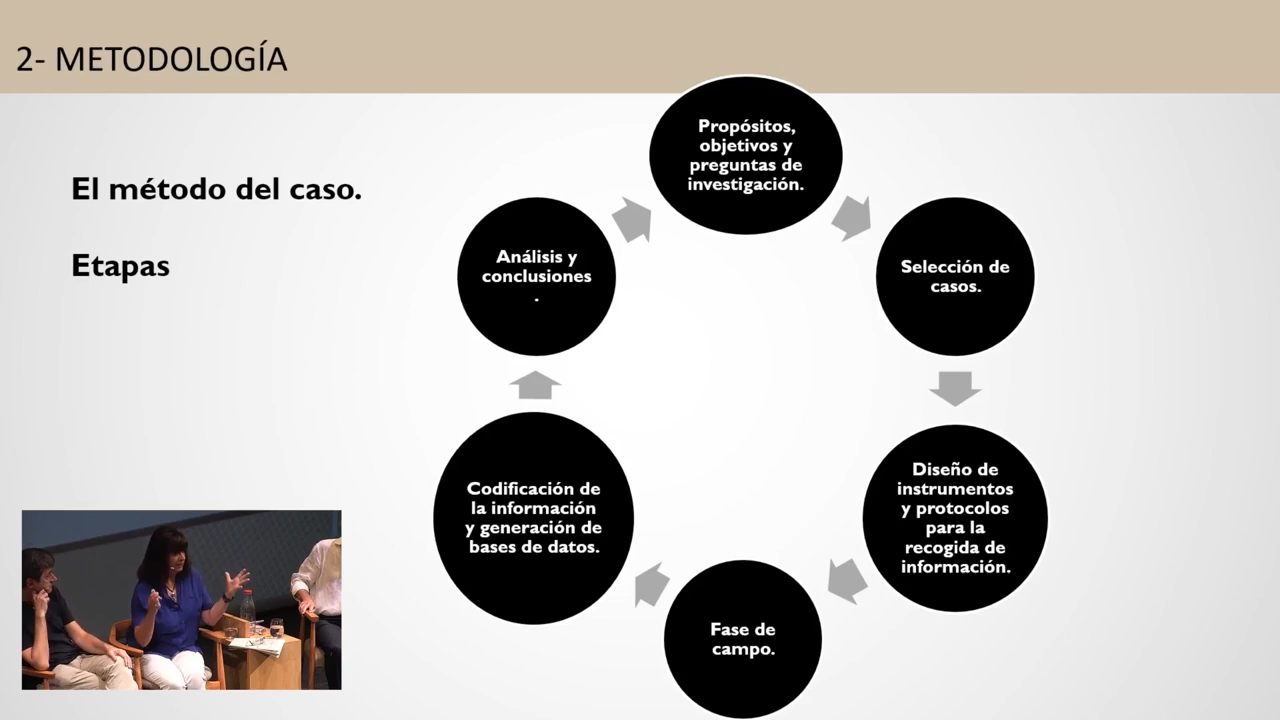 2- METODOLOGÍA
El método del caso.
Etapas
Propósitos,
objetivos y
preguntas de
investigación.
Selección de
casos.
Diseño de
instrumentos
y protocolos
para la
recogida de
información.
Fase de
campo.
Codificación de
la información
y generación de
bases de datos.
Análisis y
conclusiones
.